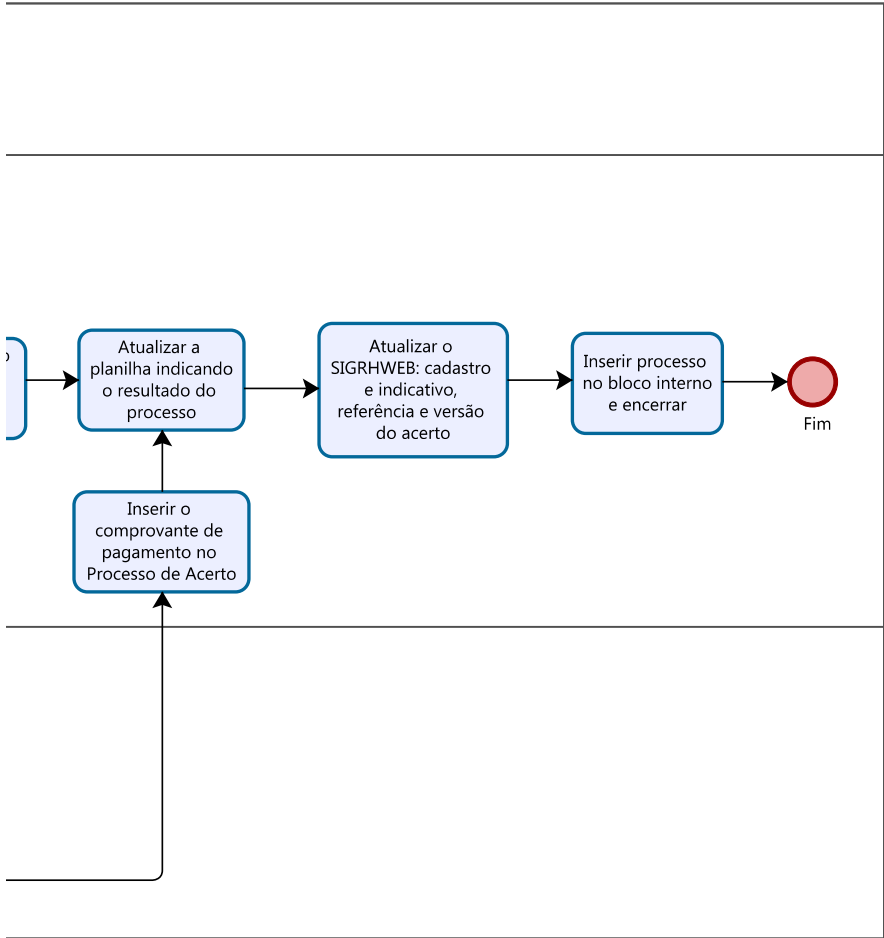 Atualizar a
planilha indicando
o resultado do
processo
Atualizar o
SIGRHWEB: cadastro
e indicativo,
referência e versão
do acerto
Inserir processo
no bloco interno
e encerrar
Fim
Inserir o
comprovante de
pagamento no
Processo de Acerto